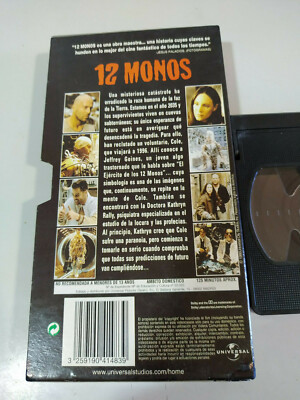 "12 MONOS es una obra maestra... una historia cuyas claves se
hunden en lo mejor del cine fantástico de todos los tiempos."
12 MONOS
Una misteriosa catástrofe ha
erradicado la raza humana de la faz
de la Tierra. Estamos en el año 2035 y
los supervivientes viven en cuevas
subterráneas; su única esperanza de
futuro está en averiguar qué
desencadenó la tragedia. Para ello,
han reclutado un voluntario, Cole,
que viajará a 1996. Allí conoce a
Jeffrey Goines, un joven algo
trastornado que le habla sobre "El
Ejército de los 12 Monos"... cuya
simbología es una de las imágenes
que, continuamente, se repite en la
mente de Cole. También se
encontrará con la Doctora Kathryn
Rally, psiquiatra especializada en el
estudio de la locura y las profecías.
Al principio, Kathryn cree que Cole
sufre una paranoia, pero comienza a
tomarle en serio cuando comprueba
que todas sus predicciones de futuro
van cumpliéndose...
NO RECOMENDADA A MENORES DE 13 AÑOS
ÁMBITO DOMÉSTICO
125 MINUTOS APROX.
3 259190 414839
UNIVERSAL
www.universalstudios.com/home